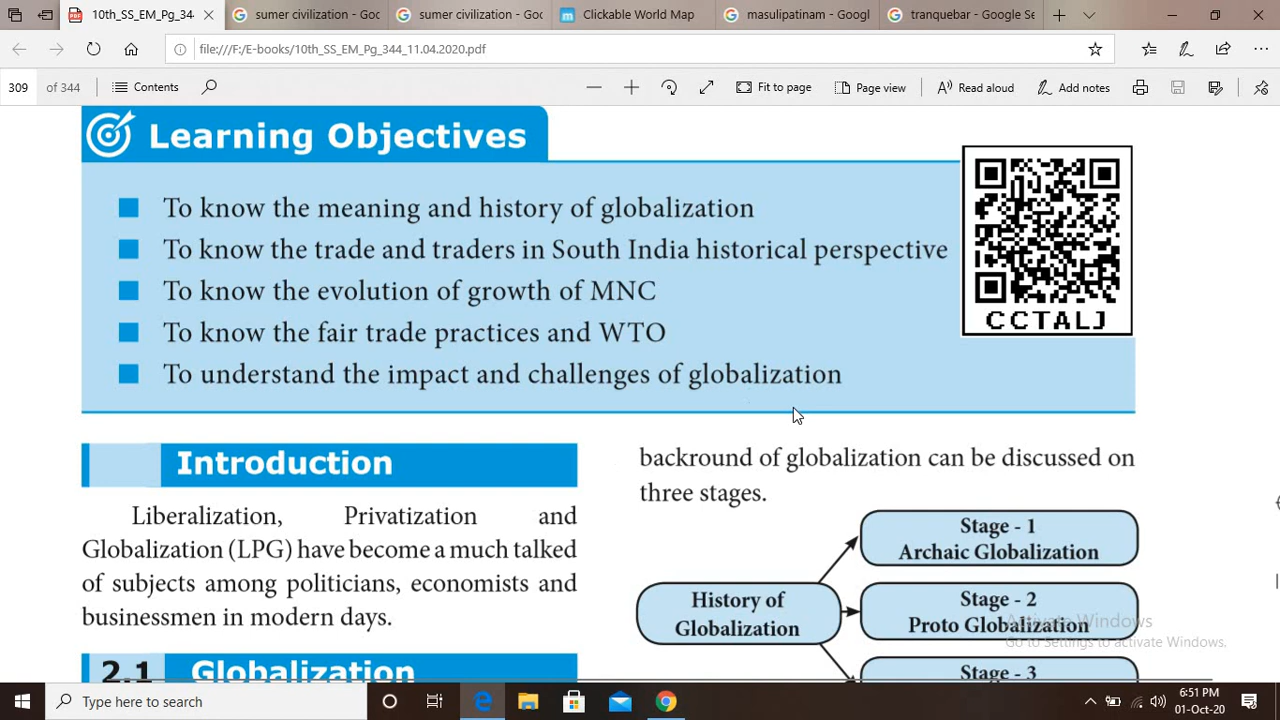 10th_SS_EM_Pg_344
sumer civilization - Goo
sumer civilization - Goo
Clickable World Map
masulipatinam - Googl
tranquebar - Google Se
file:///F:/E-books/10th_SS_EM_Pg_344_11.04.2020.pdf
309 of 344
Contents
Fit to page
Page view
Read aloud
Add notes
Learning Objectives
To know the meaning and history of globalization
To know the trade and traders in South India historical perspective
To know the evolution of growth of MNC
To know the fair trade practices and WTO
To understand the impact and challenges of globalization
CCTALJ
Introduction
Liberalization, Privatization and
Globalization (LPG) have become a much talked
of subjects among politicians, economists and
businessmen in modern days.
2.1 Globalization
backround of globalization can be discussed on
three stages.
History of
Globalization
Stage - 1
Archaic Globalization
Stage - 2
Proto Globalization
Stage - 3
Activate Windows
Go to Settings to activate Windows.
Type here to search
6:51 PM
01-Oct-20